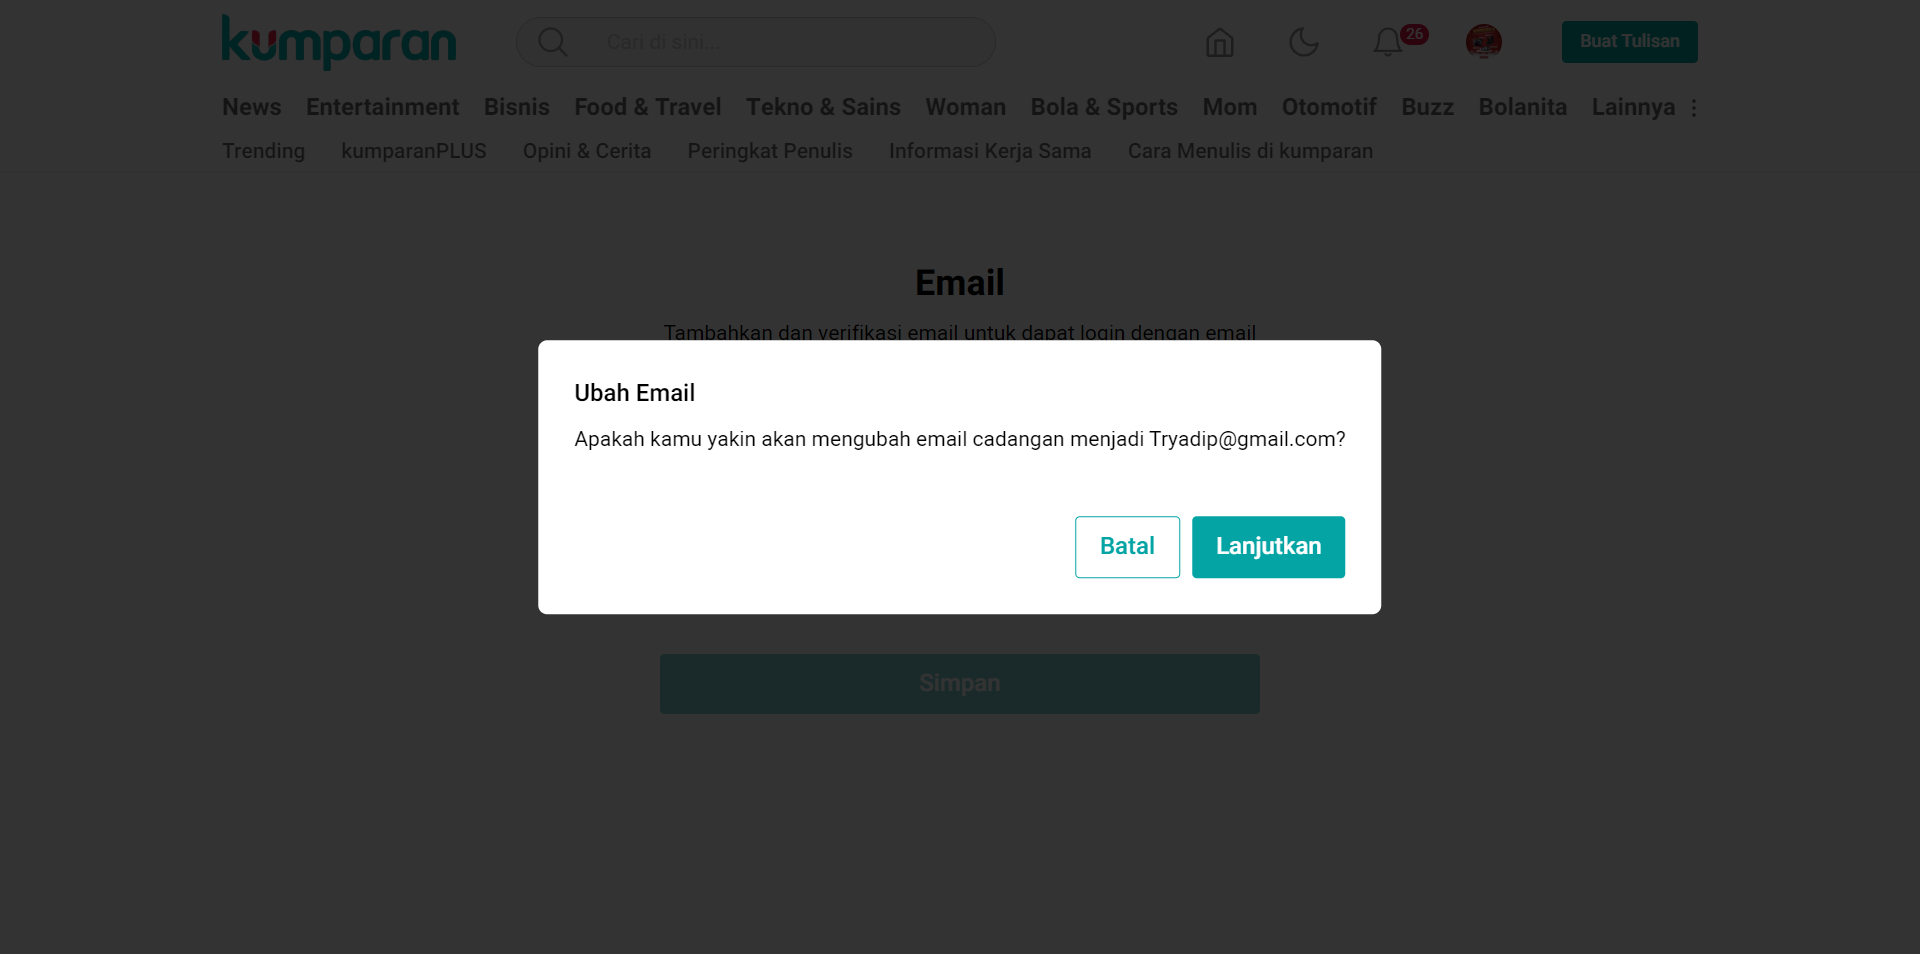 kumparan
Cari di sini...
26
Buat Tulisan
News Entertainment Bisnis Food & Travel Tekno & Sains Woman Bola & Sports Mom Otomotif Buzz Bolanita Lainnya
Trending kumparanPLUS Opini & Cerita Peringkat Penulis Informasi Kerja Sama Cara Menulis di kumparan
Email
Tambahkan dan verifikasi email untuk dapat login dengan email
Ubah Email
Apakah kamu yakin akan mengubah email cadangan menjadi Tryadip@gmail.com?
Batal Lanjutkan
Simpan